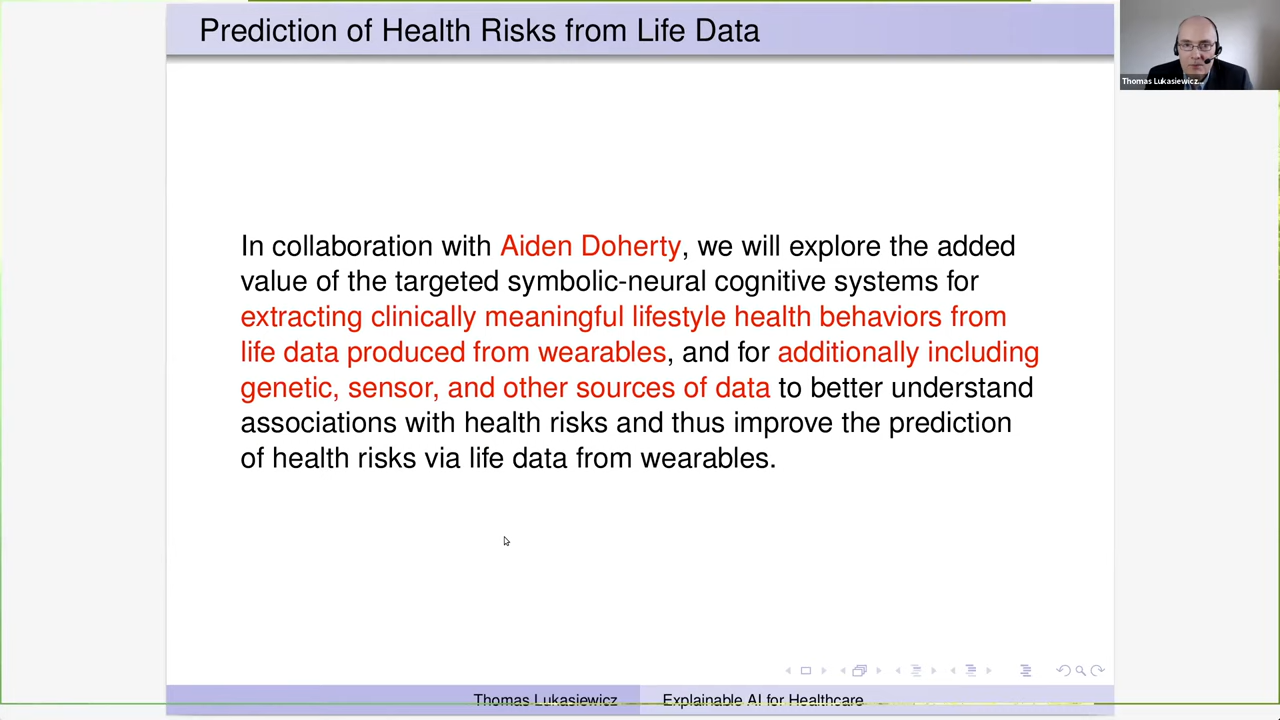 Prediction of Health Risks from Life Data
Thomas Lukasiewicz...
In collaboration with Aiden Doherty, we will explore the added
value of the targeted symbolic-neural cognitive systems for
extracting clinically meaningful lifestyle health behaviors from
life data produced from wearables, and for additionally including
genetic, sensor, and other sources of data to better understand
associations with health risks and thus improve the prediction
of health risks via life data from wearables.
Thomas Lukasiewicz
Explainable AI for Healthcare